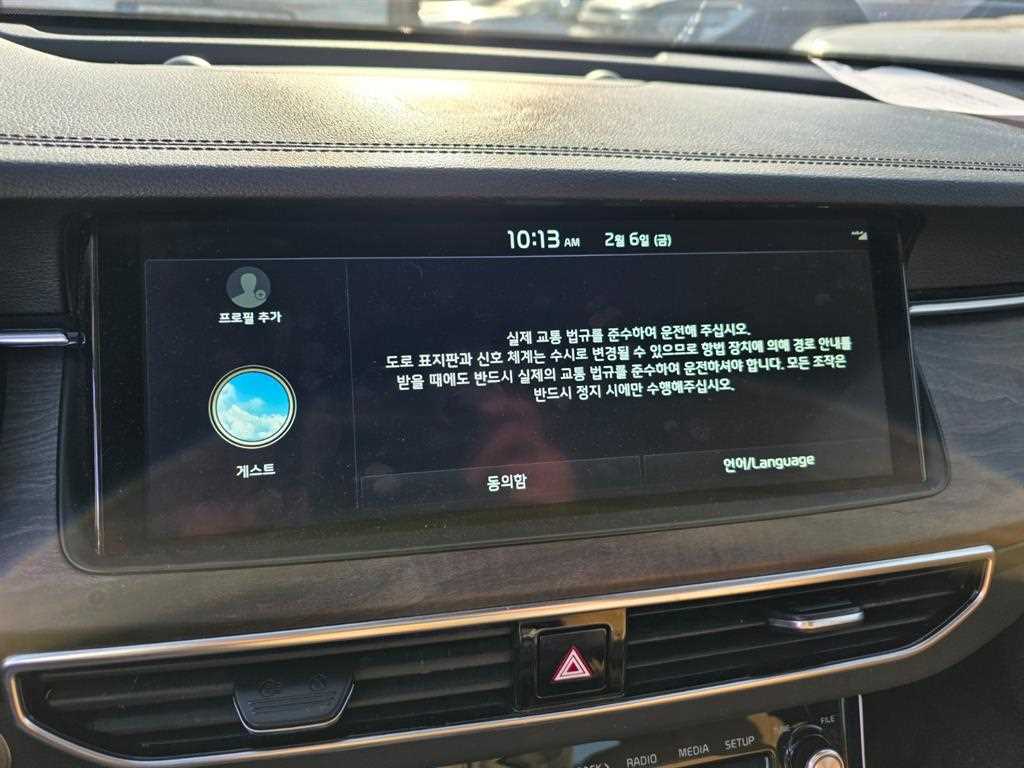 10:13 AM 2월 6일 (금)
프로필 추가
게스트
실제 교통 법규를 준수하여 운전해 주십시오.
도로 표지판과 신호 체계는 수시로 변경될 수 있으므로 항법 장치에 의해 경로 안내를
받을 때에도 반드시 실제의 교통 법규를 준수하여 운전하셔야 합니다. 모든 조작은
반드시 정지 시에만 수행해주십시오.
동의함
언어/Language
RADIO MEDIA SETUP
FILE